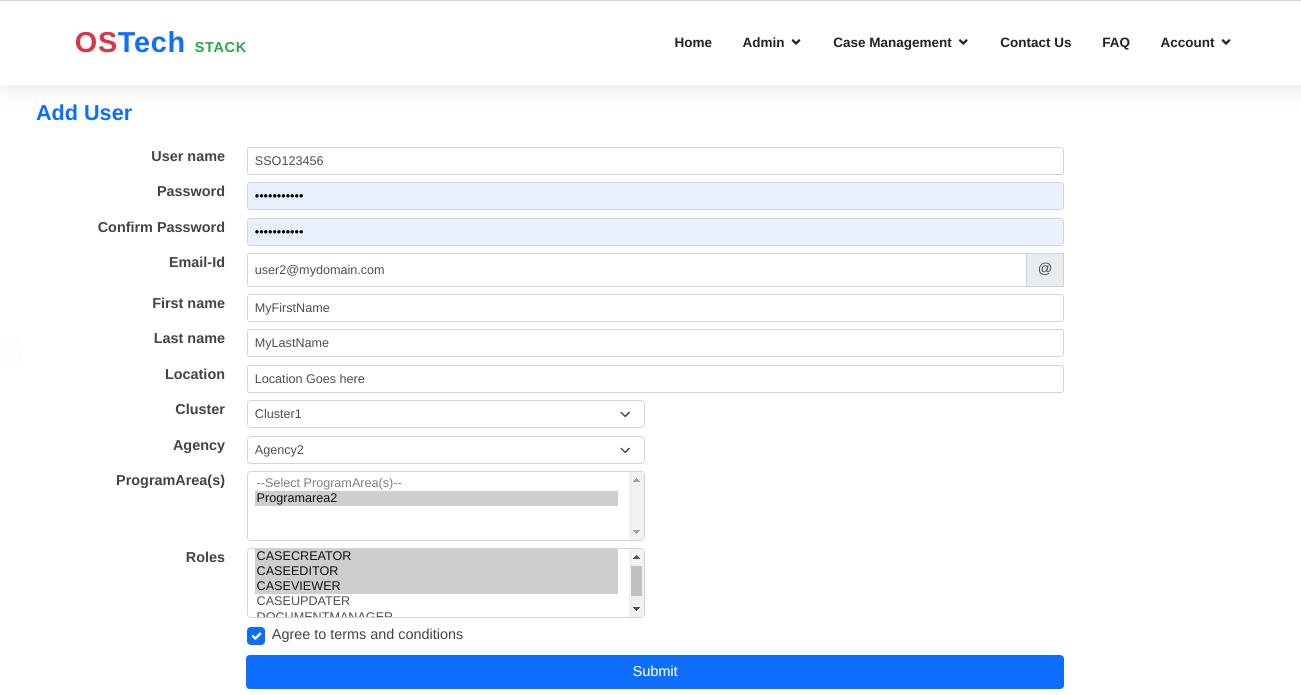 OSTech STACK
Home Admin Case Management Contact Us FAQ Account
Add User
User name SSO123456
Password •••••••••••
Confirm Password •••••••••••
Email-Id user2@mydomain.com @
First name MyFirstName
Last name MyLastName
Location Location Goes here
Cluster Cluster1
Agency Agency2
ProgramArea(s) --Select ProgramArea(s)--
Programarea2
Roles CASECREATOR
CASEEDITOR
CASEVIEWER
CASEUPDATER
DOCUMENTMANAGER
Agree to terms and conditions
Submit